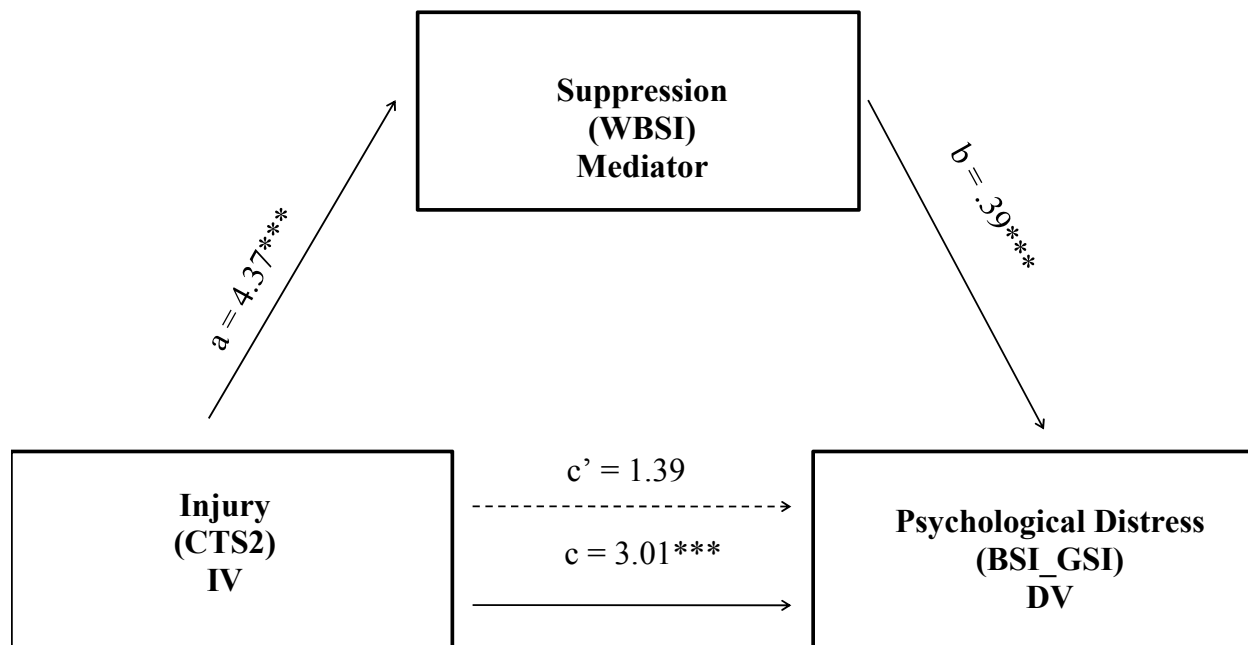 Suppression
(WBSI)
Mediator
a = 4.37***
b = .39***
c’ = 1.39
c = 3.01***
Injury
(CTS2)
IV
Psychological Distress
(BSI_GSI)
DV